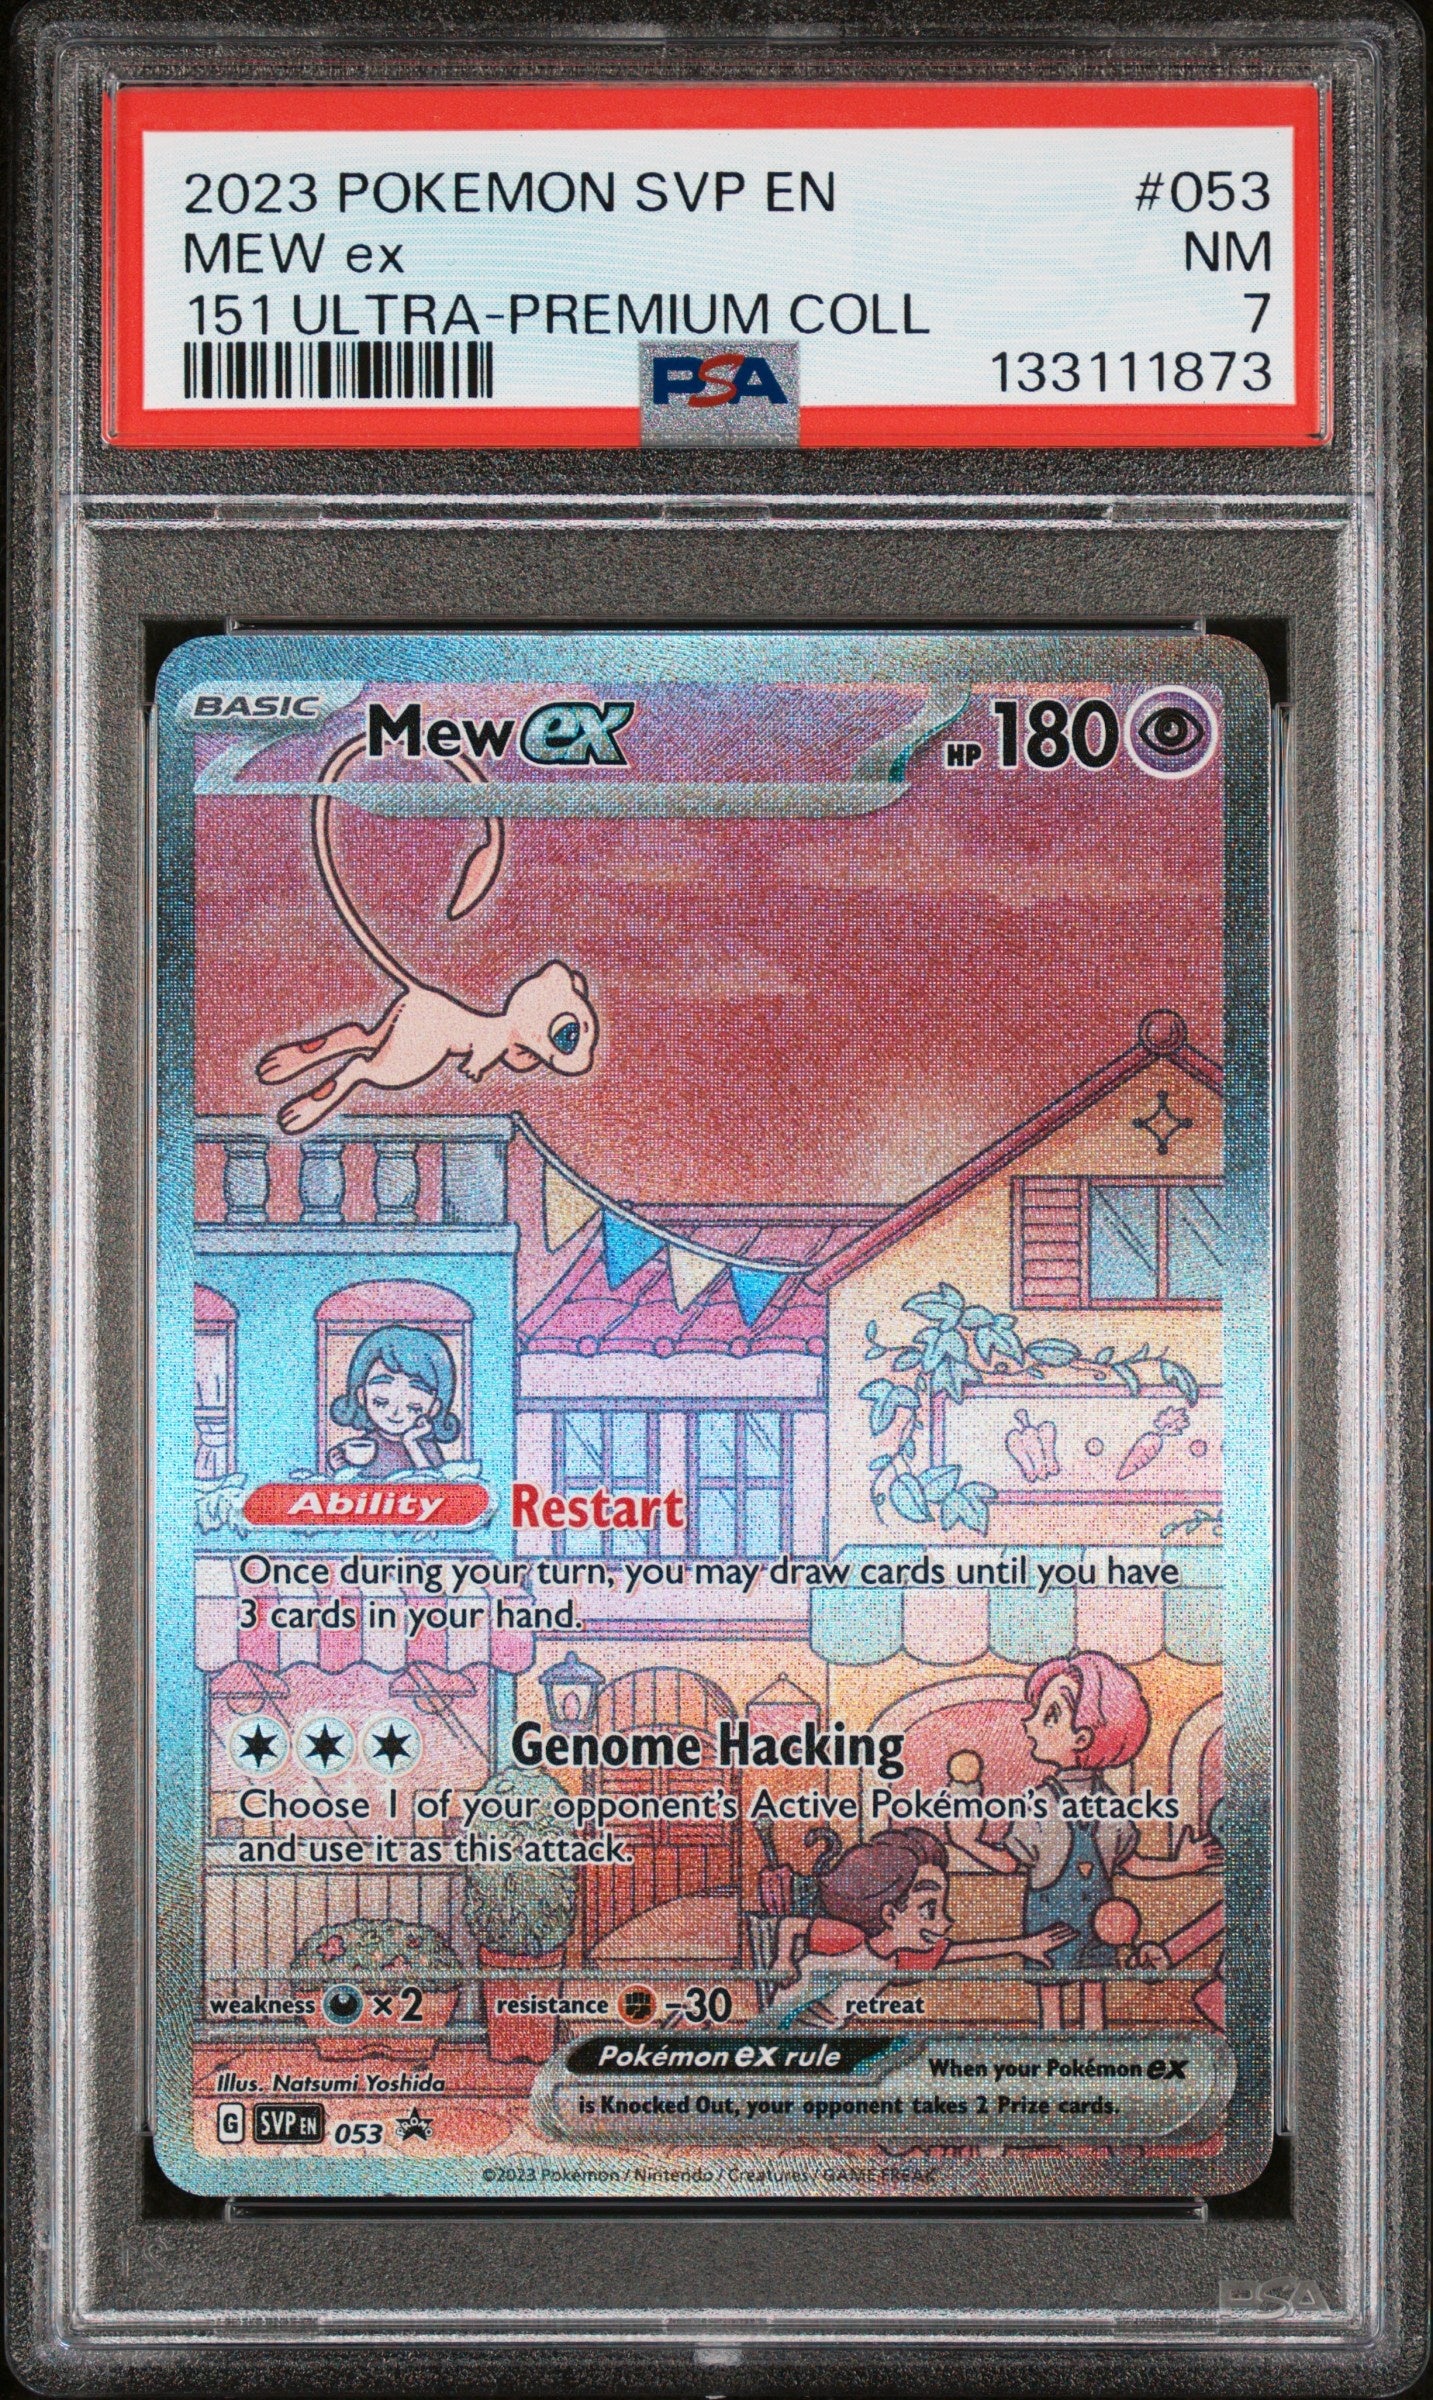 2023 POKEMON SVP EN #053
MEW ex NM
151 ULTRA-PREMIUM COLL 7
PSA 133111873
BASIC Mew ex HP 180
Ability Restart
Once during your turn, you may draw cards until you have
3 cards in your hand.
Genome Hacking
Choose 1 of your opponent's Active Pokémon's attacks
and use it as this attack.
weakness ×2 resistance -30 retreat
Pokémon ex rule When your Pokémon ex
is Knocked Out, your opponent takes 2 Prize cards.
Illus. Natsumi Yoshida
G SVP EN 053
©2023 Pokémon / Nintendo / Creatures / GAME FREAK
PSA